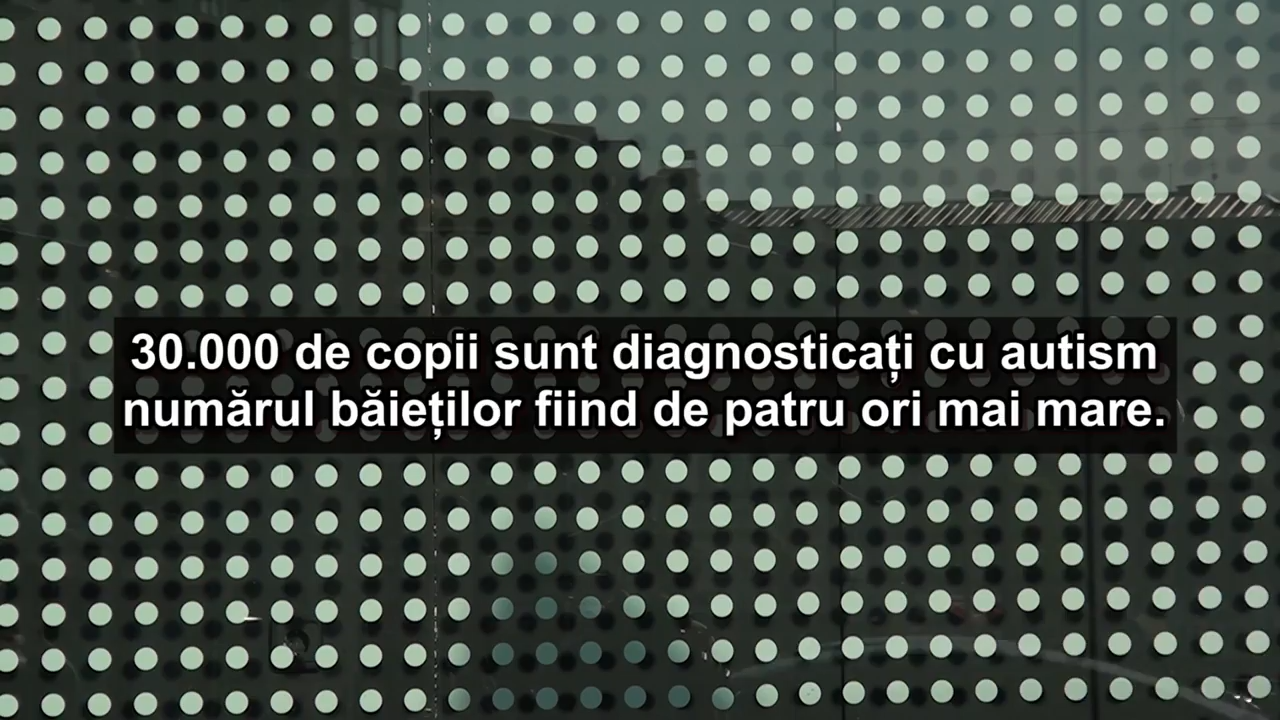 30.000 de copii sunt diagnosticați cu autism
numărul băieților fiind de patru ori mai mare.